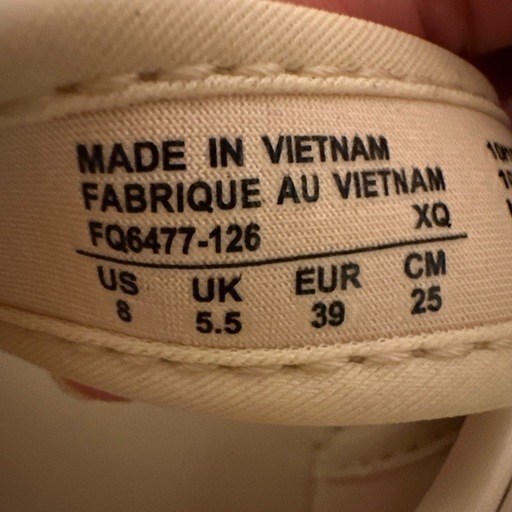 MADE IN VIETNAM
FABRIQUE AU VIETNAM
FQ6477-126 XQ
US UK EUR CM
8 5.5 39 25